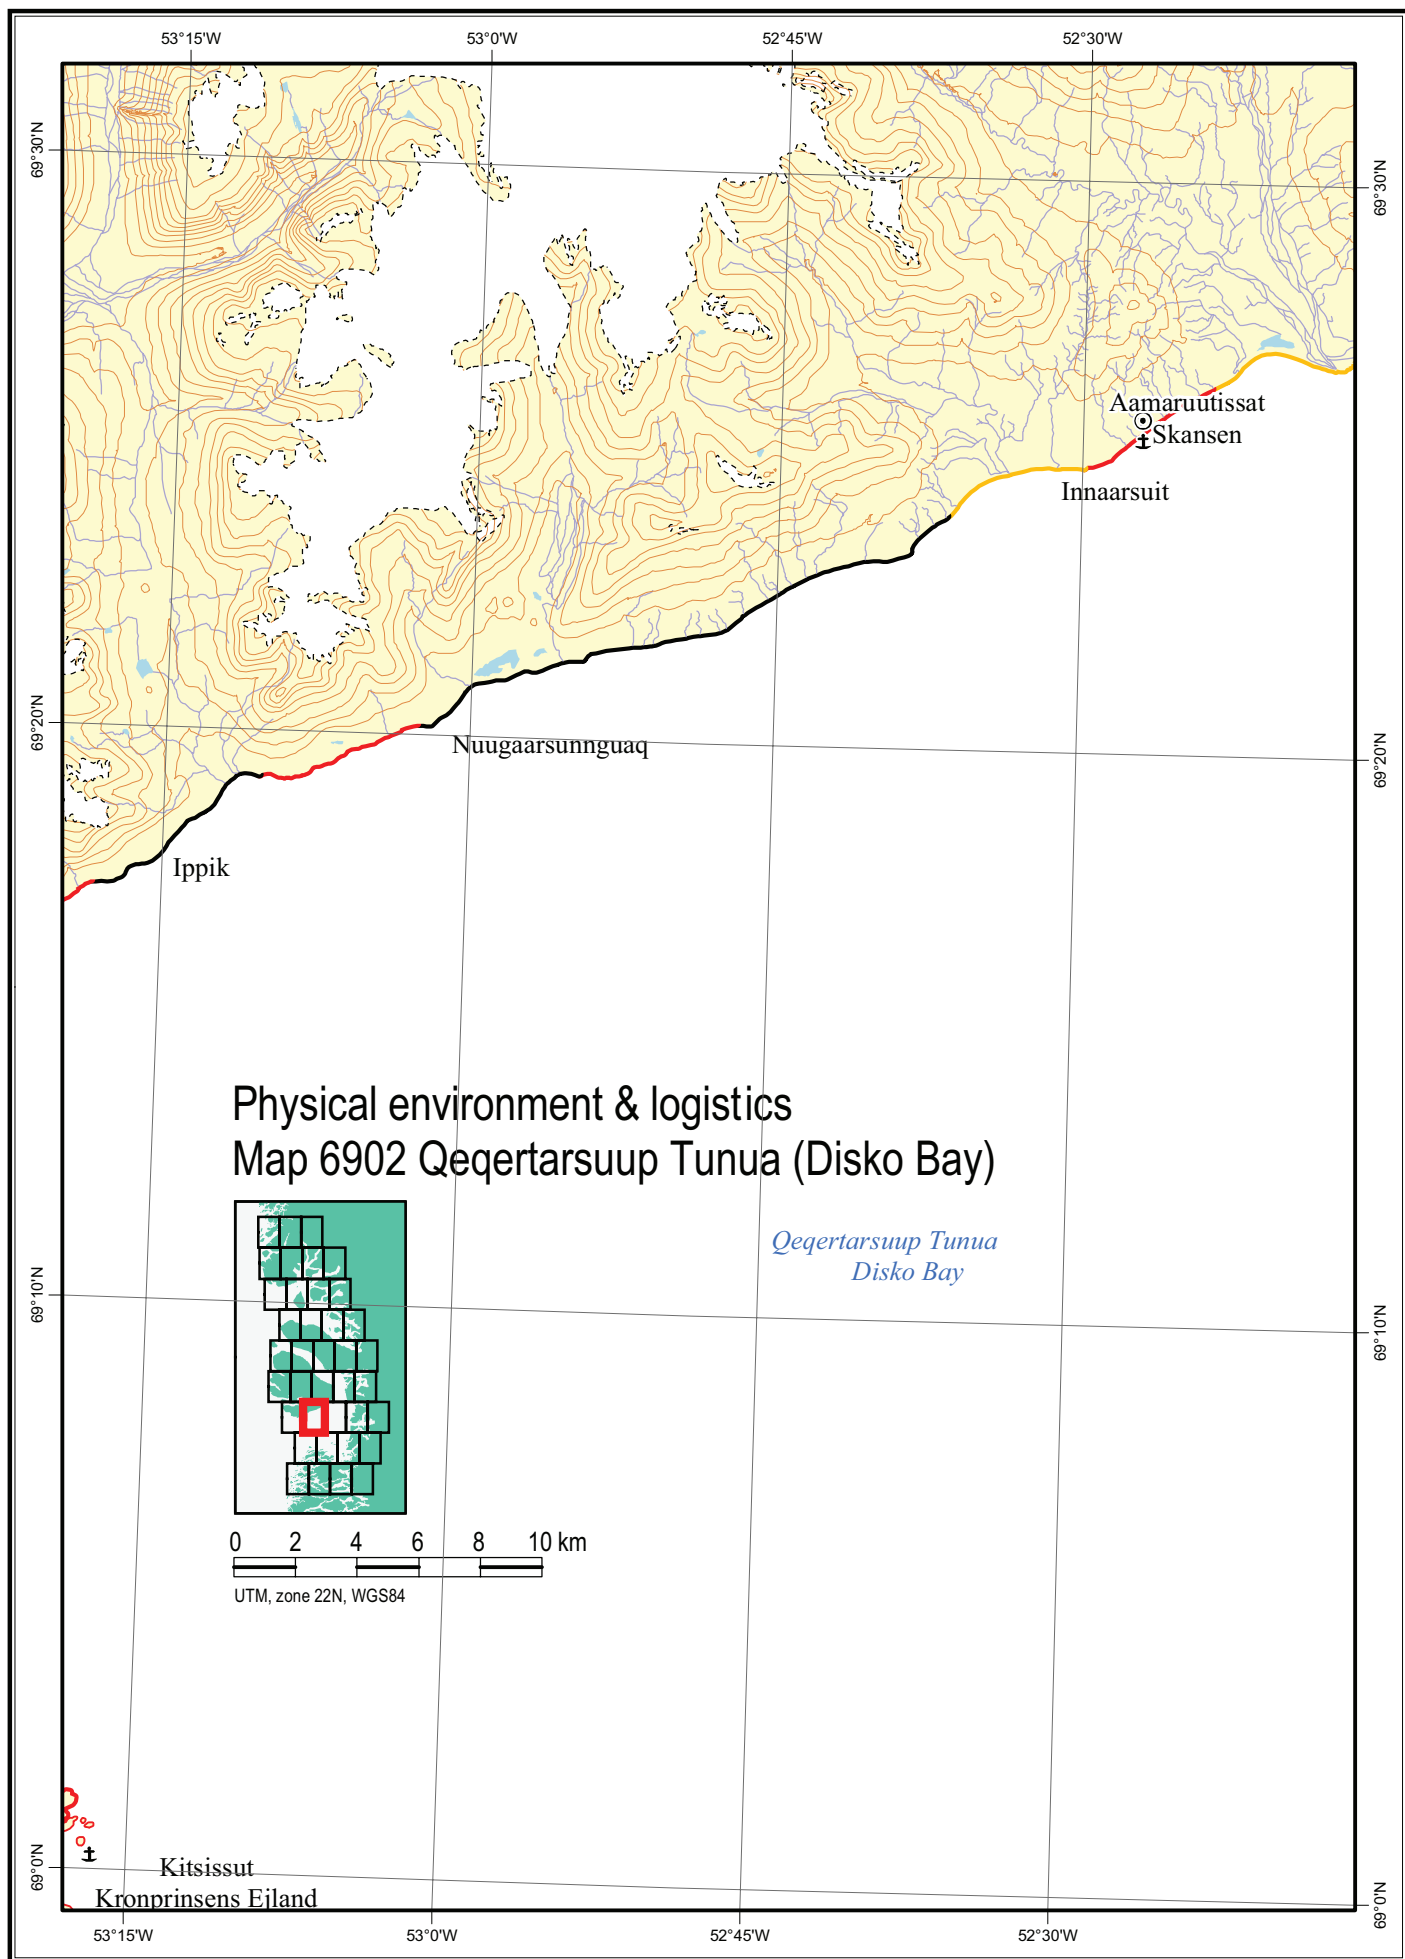 53°15'W 53°0'W 52°45'W 52°30'W
69°30'N
69°30'N
Aamaruutissat
Skansen
Innaarsuit
69°20'N
Nuugaarsunnguaq
69°20'N
Ippik
Physical environment & logistics
Map 6902 Qeqertarsuup Tunua (Disko Bay)
Qeqertarsuup Tunua
Disko Bay
69°10'N
69°10'N
0 2 4 6 8 10 km
UTM, zone 22N, WGS84
69°0'N
Kitsissut
Kronprinsens Ejland
69°0'N
53°15'W 53°0'W 52°45'W 52°30'W